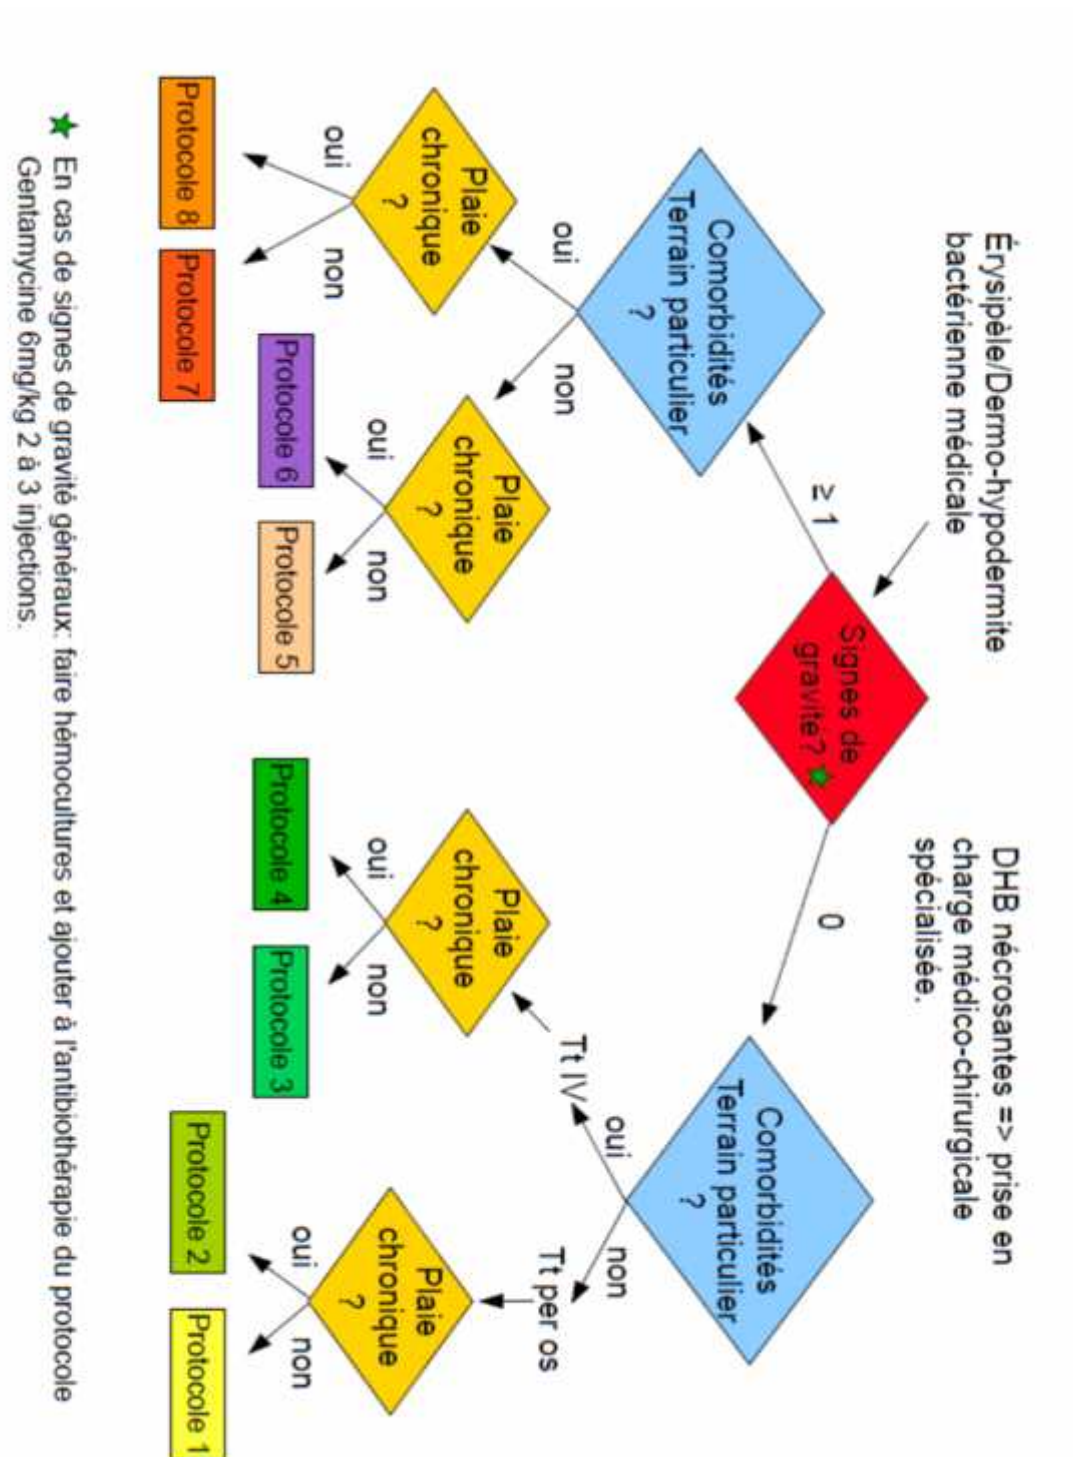 Érysipèle/Dermo-hypodermite
bactérienne médicale
DHB nécrosantes => prise en
charge médico-chirurgicale
spécialisée.
Signes de
gravité?
≥ 1
0
Comorbidités
Terrain particulier
?
Comorbidités
Terrain particulier
?
oui
non
oui
non
Tt IV
Tt per os
Plaie
chronique
?
Plaie
chronique
?
Plaie
chronique
?
Plaie
chronique
?
oui
non
oui
non
oui
non
oui
non
Protocole 8
Protocole 7
Protocole 6
Protocole 5
Protocole 4
Protocole 3
Protocole 2
Protocole 1
En cas de signes de gravité généraux: faire hémocultures et ajouter à l'antibiothérapie du protocole
Gentamycine 6mg/kg 2 à 3 injections.